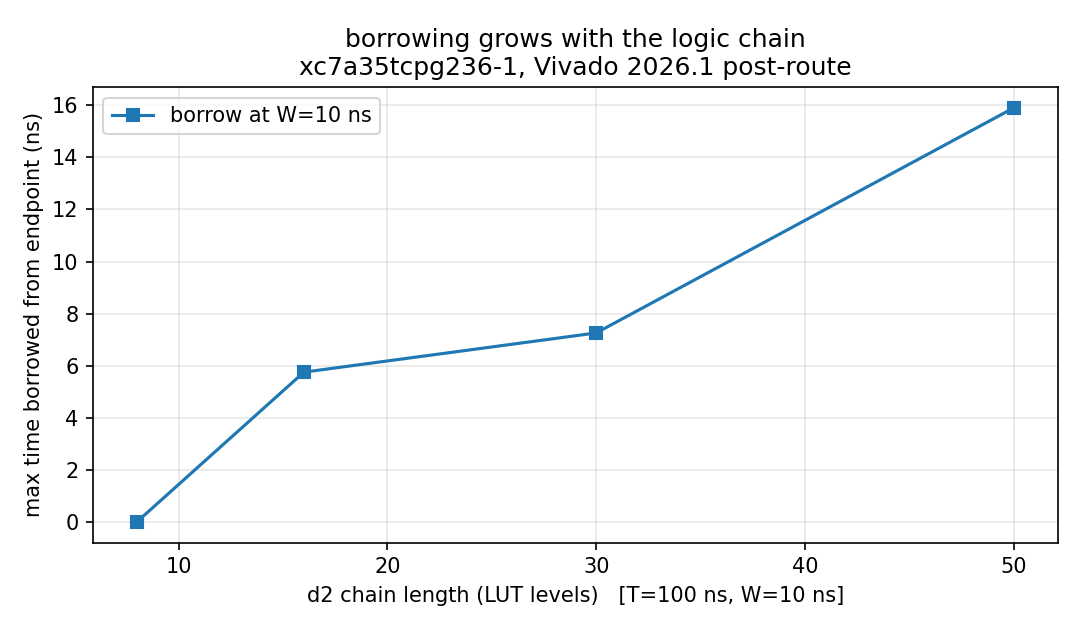 borrowing grows with the logic chain
xc7a35tcpg236-1, Vivado 2026.1 post-route
borrow at W=10 ns
max time borrowed from endpoint (ns)
16
14
12
10
8
6
4
2
0
10
20
30
40
50
d2 chain length (LUT levels)   [T=100 ns, W=10 ns]